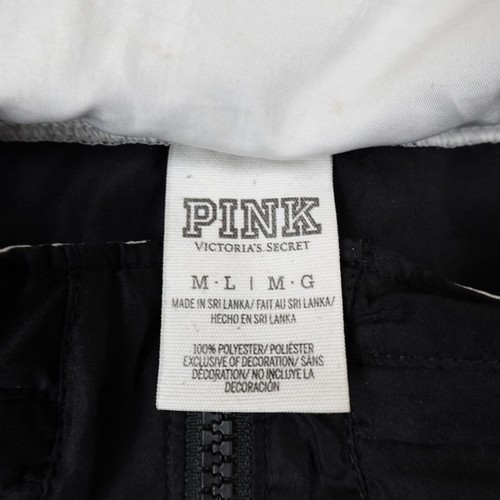 PINK
VICTORIA'S SECRET
M·L | M·G
MADE IN SRI LANKA/ FAIT AU SRI LANKA/
HECHO EN SRI LANKA
100% POLYESTER/ POLIÉSTER
EXCLUSIVE OF DECORATION/ SANS
DÉCORATION/ NO INCLUYE LA
DECORACIÓN